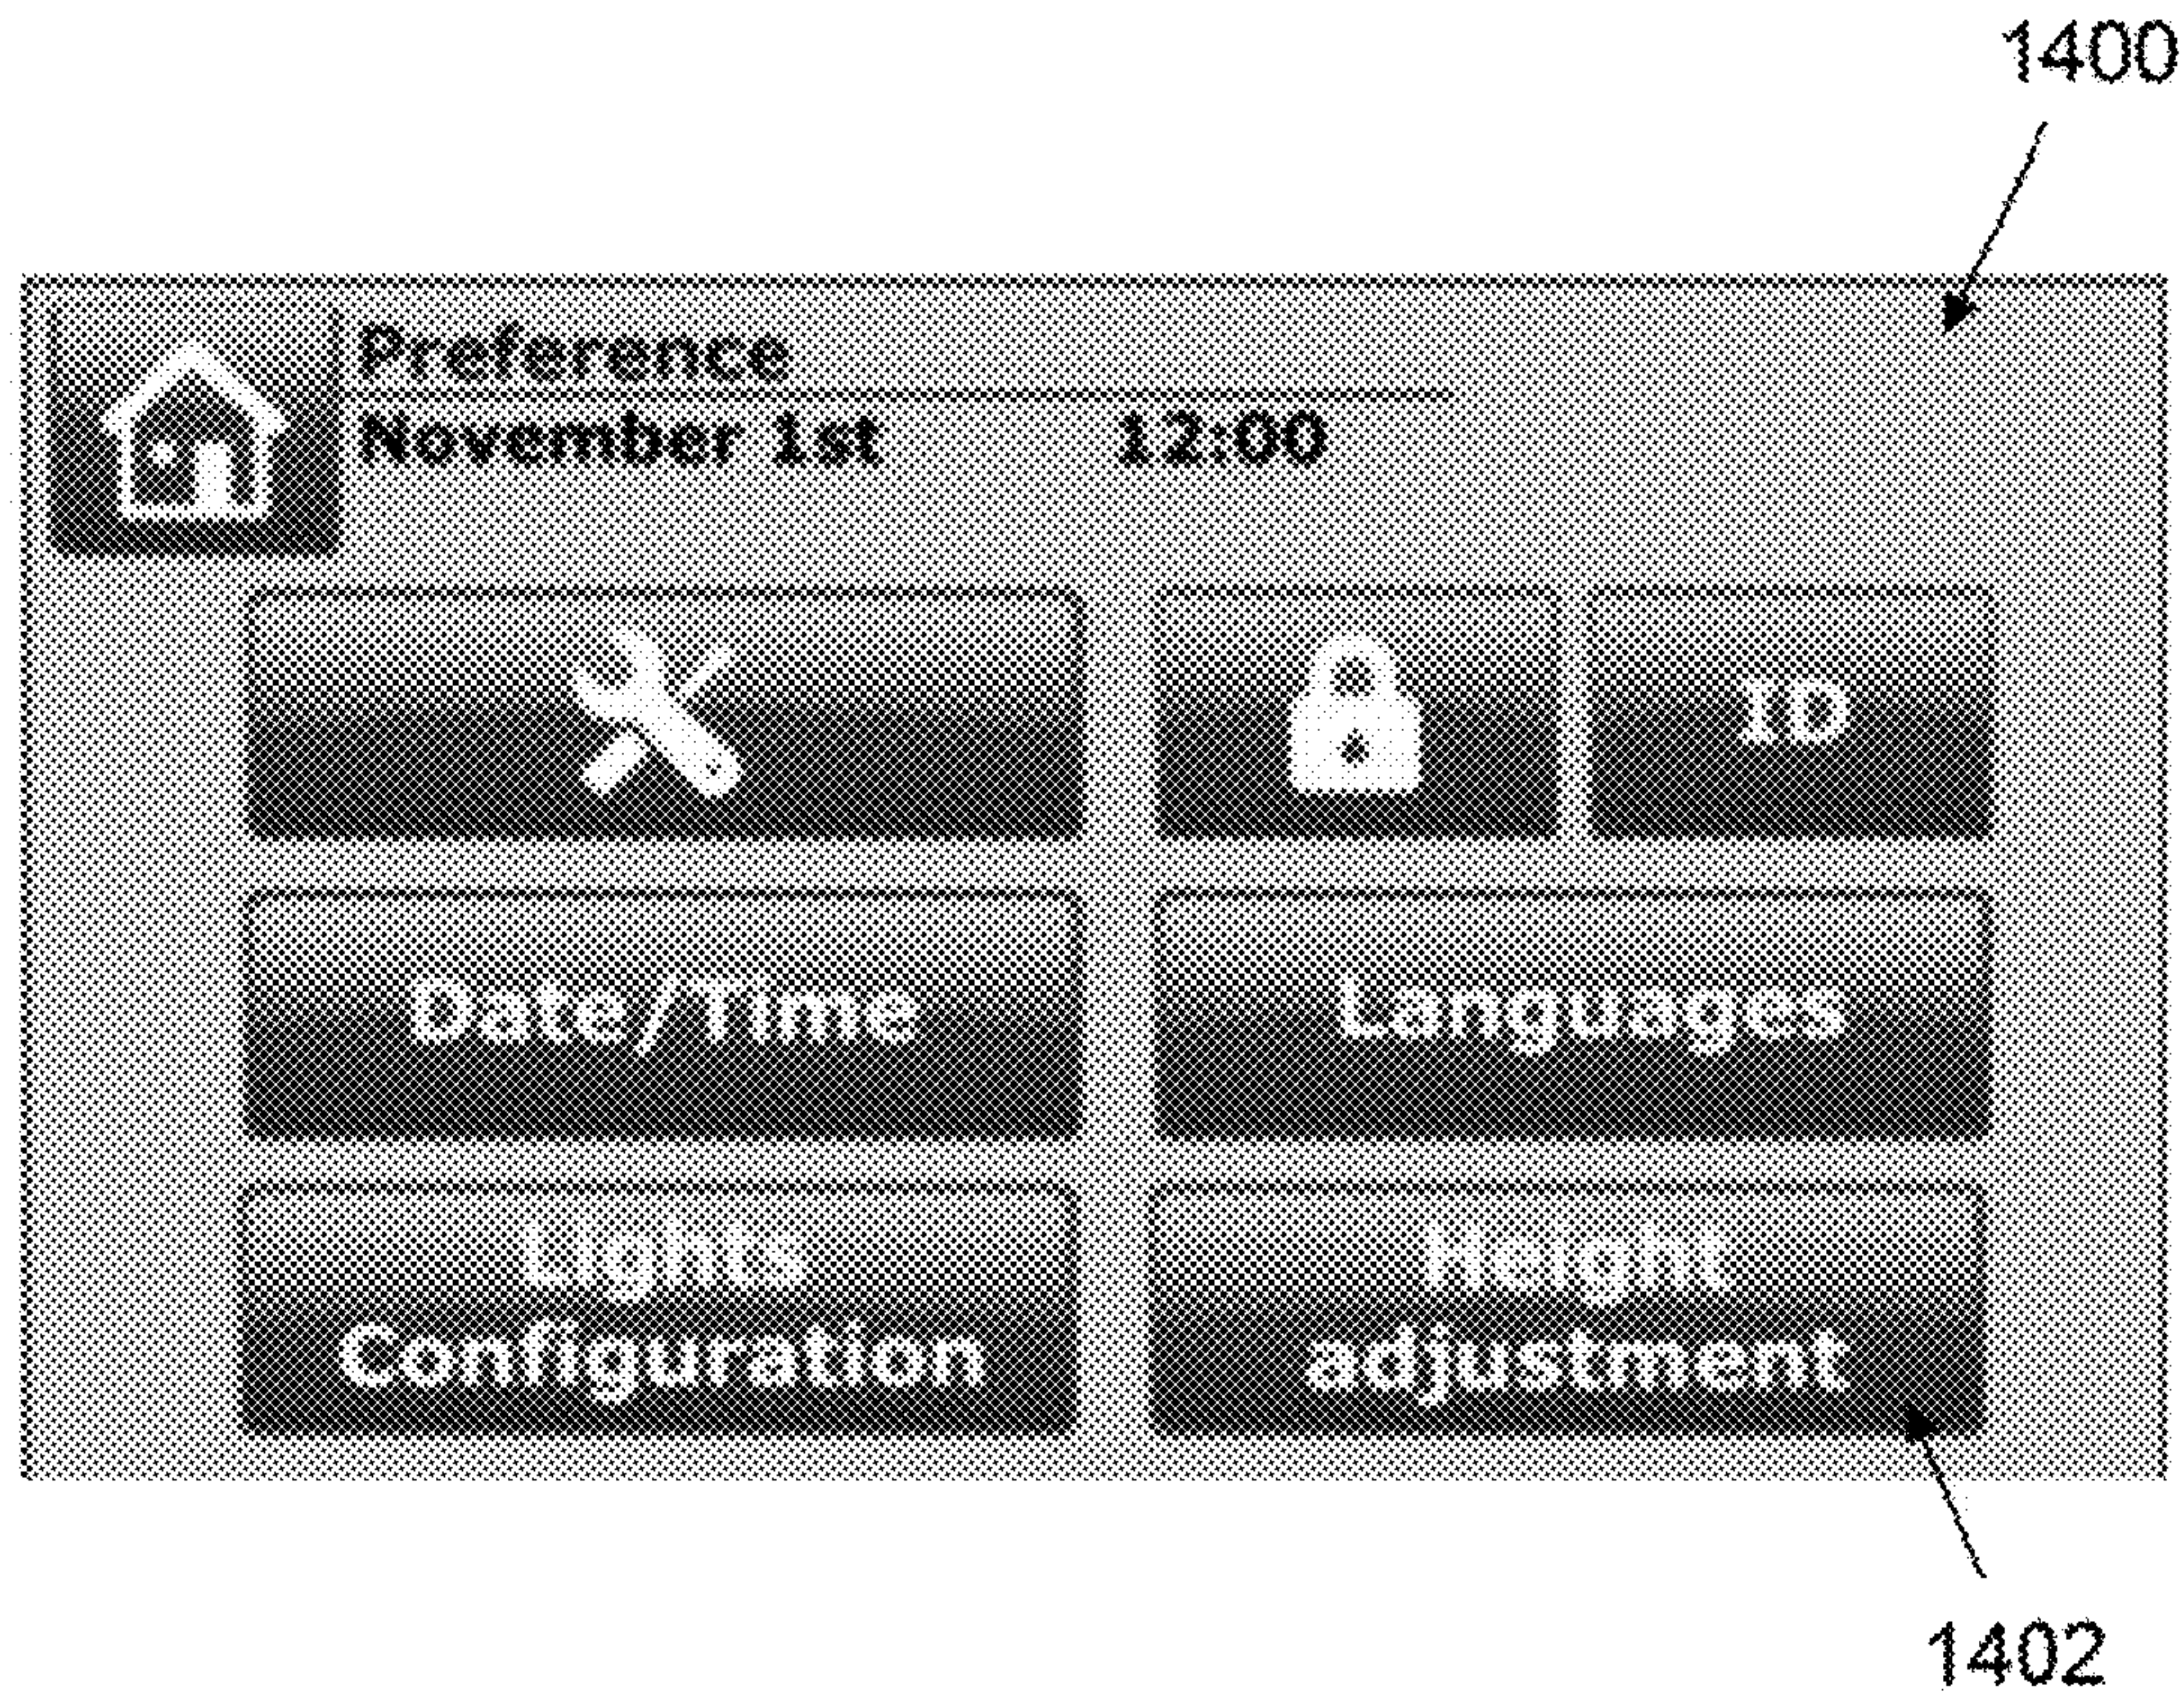 1400
Preference
November 1st 12:00
ID
Date/Time Languages
Lights Height
Configuration adjustment
1402